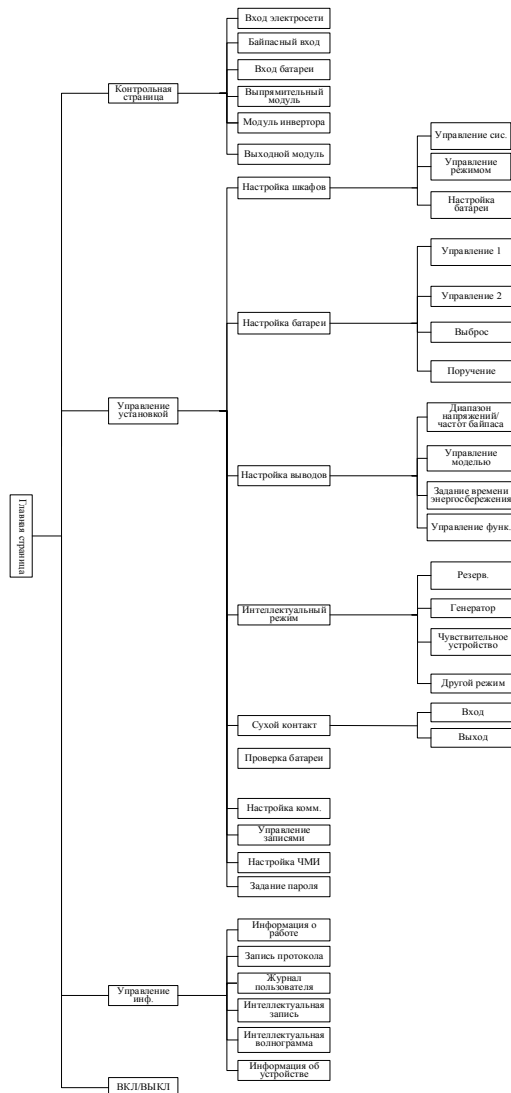 Главная страница
Контрольная
страница
Вход электросети
Байпасный вход
Вход батареи
Выпрямительный
модуль
Модуль инвертора
Выходной модуль
Управление
установкой
Настройка шкафов
Управление сис.
Управление
режимом
Настройка
батареи
Настройка батареи
Управление 1
Управление 2
Выброс
Поручение
Настройка выводов
Диапазон
напряжений/
частот байпаса
Управление
моделью
Задание времени
энергосбережения
Управление функ.
Интеллектуальный
режим
Резерв.
Генератор
Чувствительное
устройство
Другой режим
Сухой контакт
Вход
Выход
Проверка батареи
Настройка комм.
Управление
записями
Настройка ЧМИ
Задание пароля
Управление
инф.
Информация о
работе
Запись протокола
Журнал
пользователя
Интеллектуальная
запись
Интеллектуальная
волнограмма
Информация об
устройстве
ВКЛ/ВЫКЛ